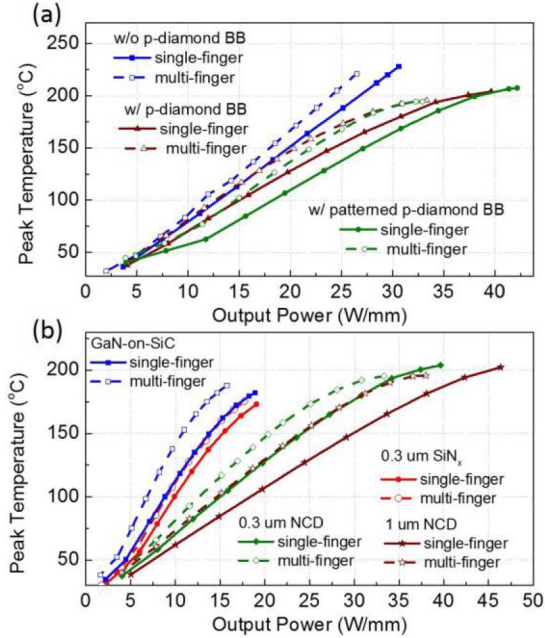 (a)
250
200
150
100
50
Peak Temperature (°C)
w/o p-diamond BB
single-finger
multi-finger
w/ p-diamond BB
single-finger
multi-finger
w/ patterned p-diamond BB
single-finger
multi-finger
0 5 10 15 20 25 30 35 40 45
Output Power (W/mm)
(b)
200
150
100
50
Peak Temperature (°C)
GaN-on-SiC
single-finger
multi-finger
0.3 um SiNₓ
single-finger
multi-finger
0.3 um NCD
single-finger
multi-finger
1 um NCD
single-finger
multi-finger
0 5 10 15 20 25 30 35 40 45 50
Output Power (W/mm)